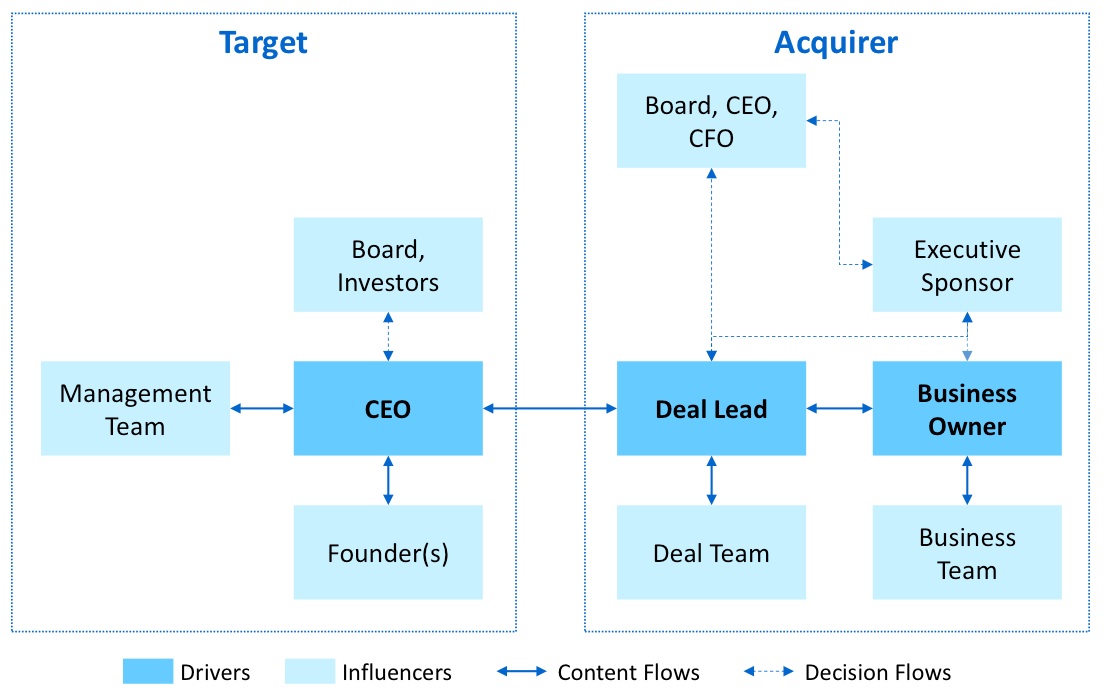 Target
Acquirer
Board, CEO,
CFO
Board,
Investors
Executive
Sponsor
Management
Team
CEO
Deal Lead
Business
Owner
Founder(s)
Deal Team
Business
Team
Drivers
Influencers
Content Flows
Decision Flows